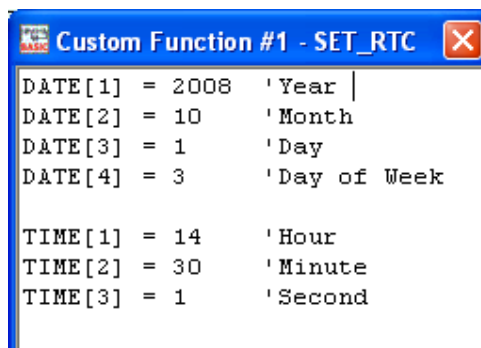 BASIC Custom Function #1 - SET_RTC
DATE[1] = 2008 'Year
DATE[2] = 10 'Month
DATE[3] = 1 'Day
DATE[4] = 3 'Day of Week
TIME[1] = 14 'Hour
TIME[2] = 30 'Minute
TIME[3] = 1 'Second